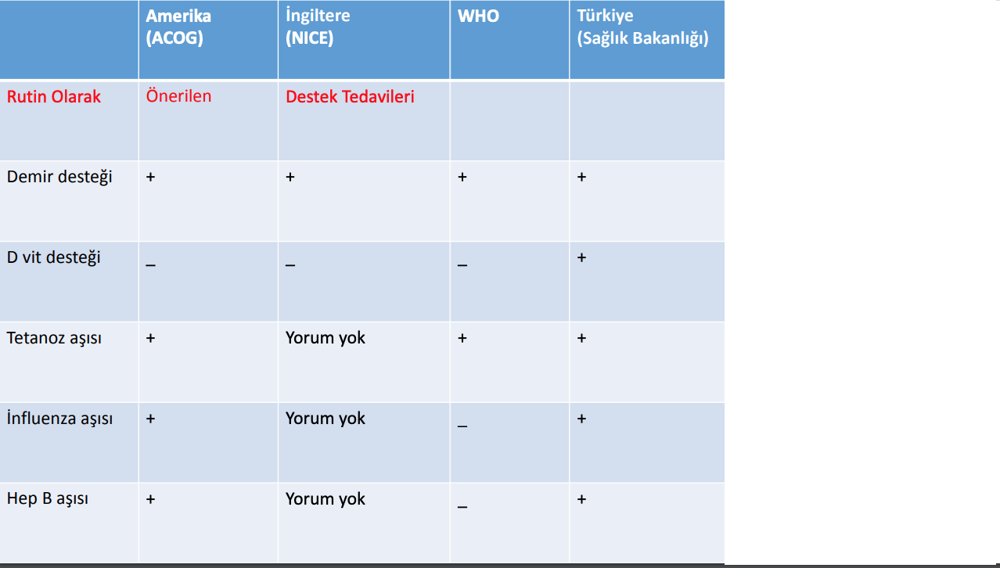 Amerika (ACOG) İngiltere (NICE) WHO Türkiye (Sağlık Bakanlığı)
Rutin Olarak Önerilen Destek Tedavileri
Demir desteği + + + +
D vit desteği _ _ _ +
Tetanoz aşısı + Yorum yok + +
İnfluenza aşısı + Yorum yok _ +
Hep B aşısı + Yorum yok _ +